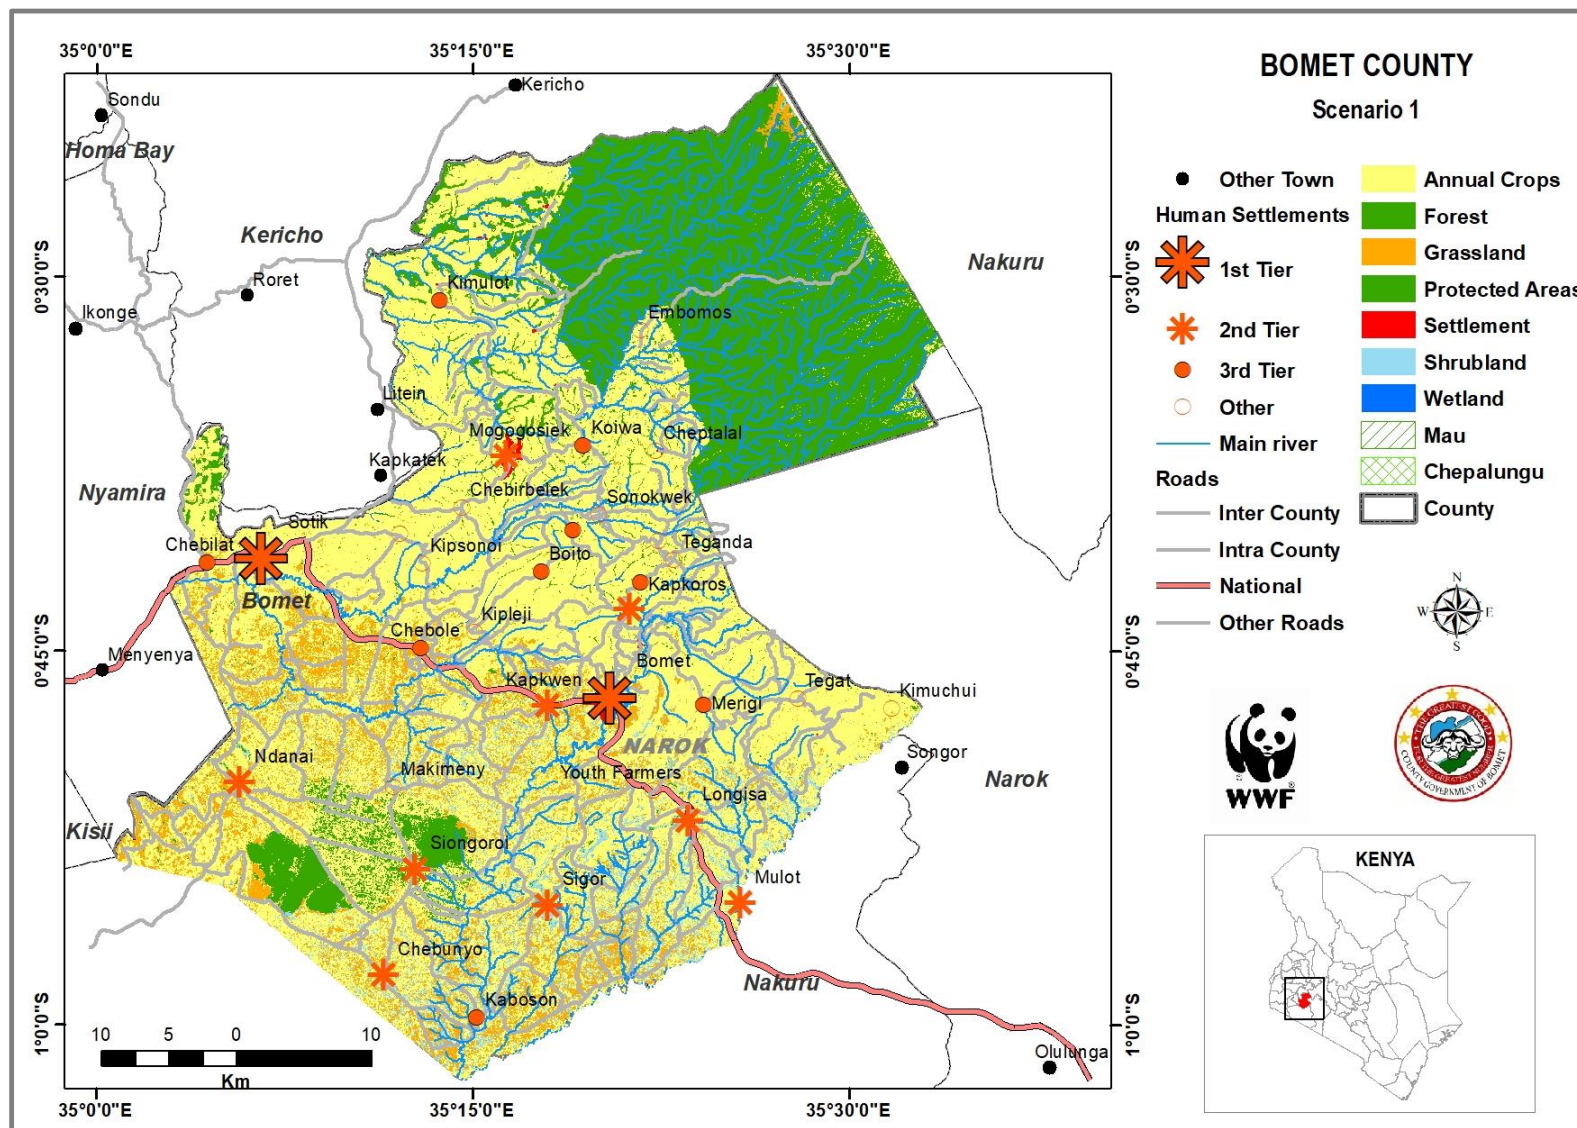 BOMET COUNTY
Scenario 1
35°0'0"E
35°15'0"E
35°30'0"E
0°30'0"S
0°45'0"S
1°0'0"S
0°30'0"S
0°45'0"S
1°0'0"S
35°0'0"E
35°15'0"E
35°30'0"E
Sondu
Kericho
Homa Bay
Kericho
Nakuru
Roret
Kimulot
Ikonge
Embomos
Litein
Mogogosiek
Koiwa
Cheptalal
Kapkatek
Chebirbelek
Nyamira
Sonokwek
Sotik
Chebilat
Kipsonoi
Boito
Teganda
Kapkoros
Bomet
Kipleji
Chebole
Menyenya
Bomet
Kapkwen
Tegat
Kimuchui
Merigi
NAROK
Ndanai
Makimeny
Youth Farmers
Songor
Narok
Longisa
Kisii
Siongoroi
Sigor
Mulot
Chebunyo
Nakuru
Kaboson
Olulunga
10
5
0
10
Km
Other Town
Human Settlements
1st Tier
2nd Tier
3rd Tier
Other
Main river
Roads
Inter County
Intra County
National
Other Roads
Annual Crops
Forest
Grassland
Protected Areas
Settlement
Shrubland
Wetland
Mau
Chepalungu
County
N
W
E
S
WWF
®
COUNTY GOVERNMENT OF BOMET
KENYA